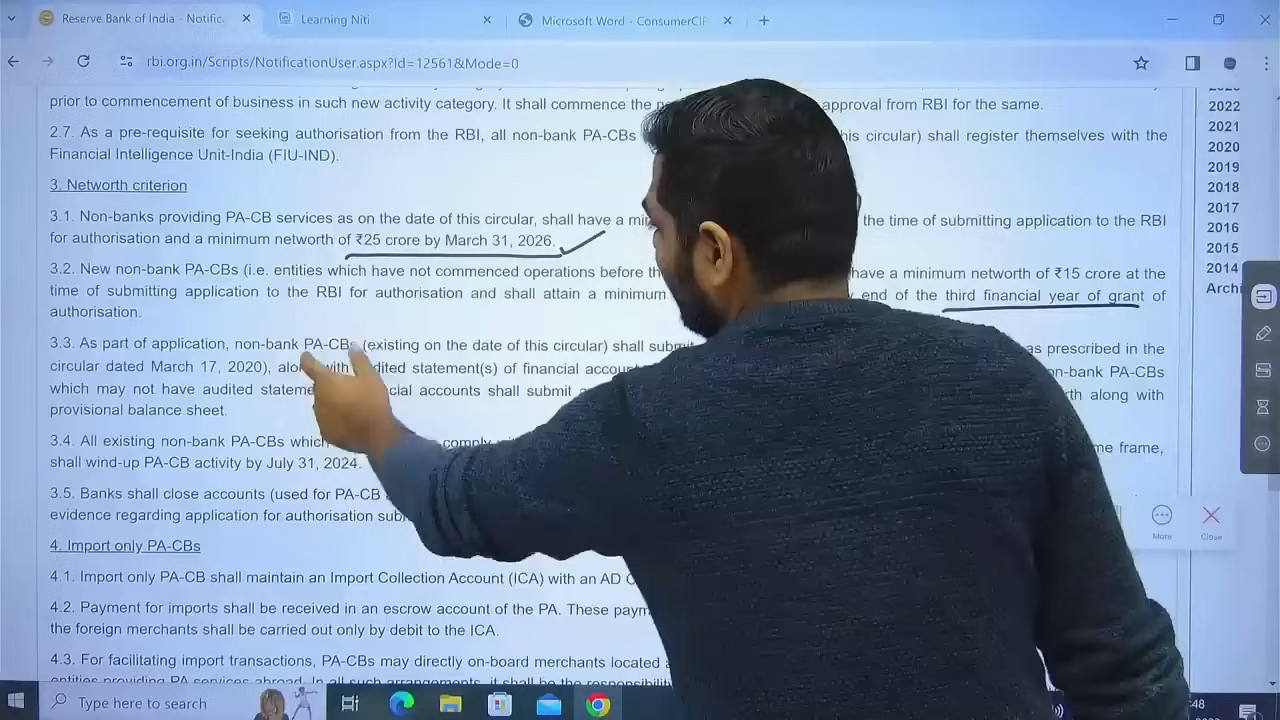 Reserve Bank of India - Notific
Learning Niti
Microsoft Word - ConsumerCIF
rbi.org.in/Scripts/NotificationUser.aspx?Id=12561&Mode=0
prior to commencement of business in such new activity category. It shall commence the approval from RBI for the same.
2.7. As a pre-requisite for seeking authorisation from the RBI, all non-bank PA-CBs his circular) shall register themselves with the
Financial Intelligence Unit-India (FIU-IND).
3. Networth criterion
3.1. Non-banks providing PA-CB services as on the date of this circular, shall have a the time of submitting application to the RBI
for authorisation and a minimum networth of ₹25 crore by March 31, 2026.
3.2. New non-bank PA-CBs (i.e. entities which have not commenced operations before have a minimum networth of ₹15 crore at the
time of submitting application to the RBI for authorisation and shall attain a minimum end of the third financial year of grant of
authorisation.
3.3. As part of application, non-bank PA-CBs (existing on the date of this circular) shall submit as prescribed in the
circular dated March 17, 2020), with statement(s) of financial n-bank PA-CBs
which may not have audited accounts shall submit along with
provisional balance sheet.
3.4. All existing non-bank PA-CBs comply me frame,
shall wind-up PA-CB activity by July 31, 2024.
3.5. Banks shall close accounts (used for PA-CB
evidence regarding application for authorisation
4. Import only PA-CBs
4.1. Import only PA-CB shall maintain an Import Collection Account (ICA) with an AD
4.2. Payment for imports shall be received in an escrow account of the PA. These
the foreign merchants shall be carried out only by debit to the ICA.
4.3. For facilitating import transactions, PA-CBs may directly on-board merchants located
entities providing PA services abroad. In all such arrangements, it shall be the
2022
2021
2020
2019
2018
2017
2016
2015
2014
Archi
More
Close
Type here to search
:48